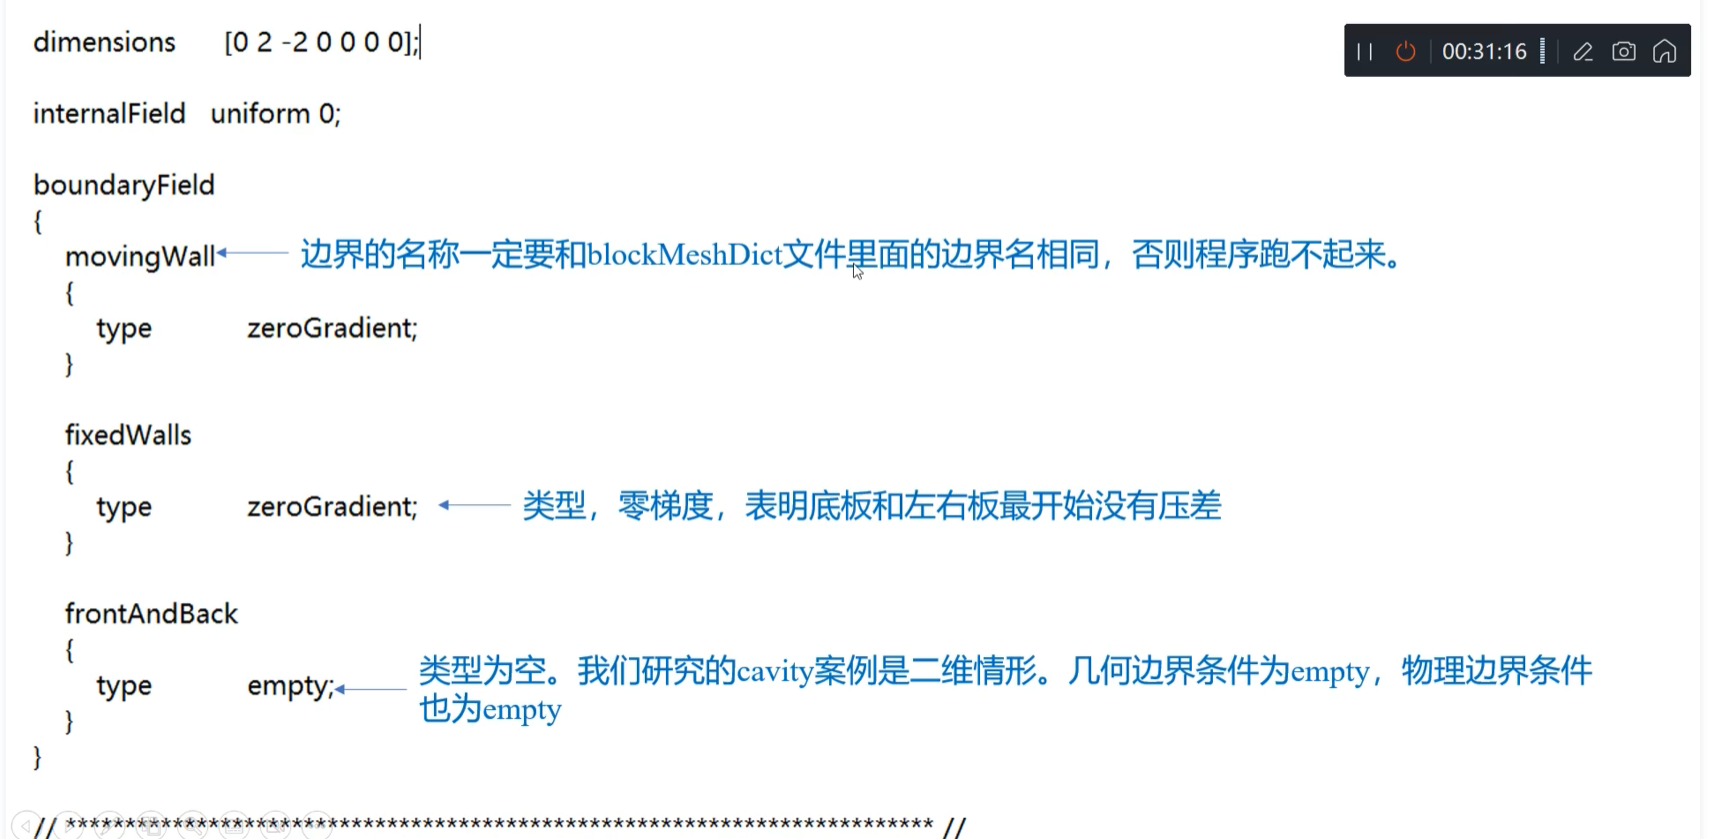 dimensions [0 2 -2 0 0 0 0];
00:31:16
internalField uniform 0;
boundaryField
{
movingWall 边界的名称一定要和blockMeshDict文件里面的边界名相同，否则程序跑不起来。
{
type zeroGradient;
}
fixedWalls
{
type zeroGradient; 类型，零梯度，表明底板和左右板最开始没有压差
}
frontAndBack
{
类型为空。我们研究的cavity案例是二维情形。几何边界条件为empty，物理边界条件
type empty;
也为empty
}
}
// ************************************************************************* //